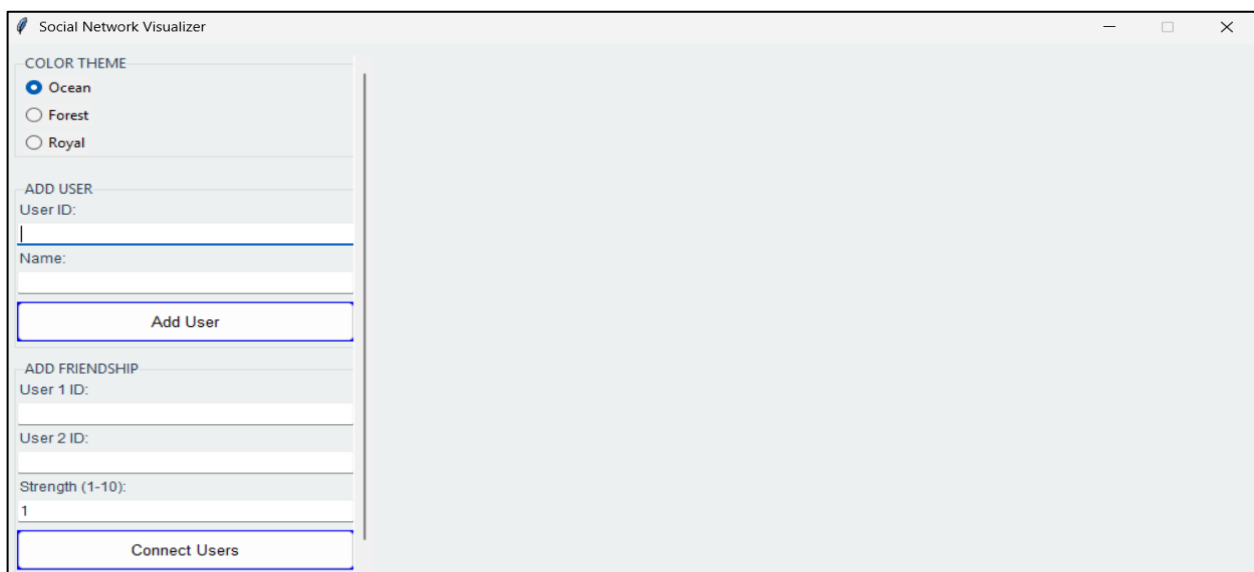 Social Network Visualizer
COLOR THEME
Ocean
Forest
Royal
ADD USER
User ID:
Name:
Add User
ADD FRIENDSHIP
User 1 ID:
User 2 ID:
Strength (1-10):
1
Connect Users